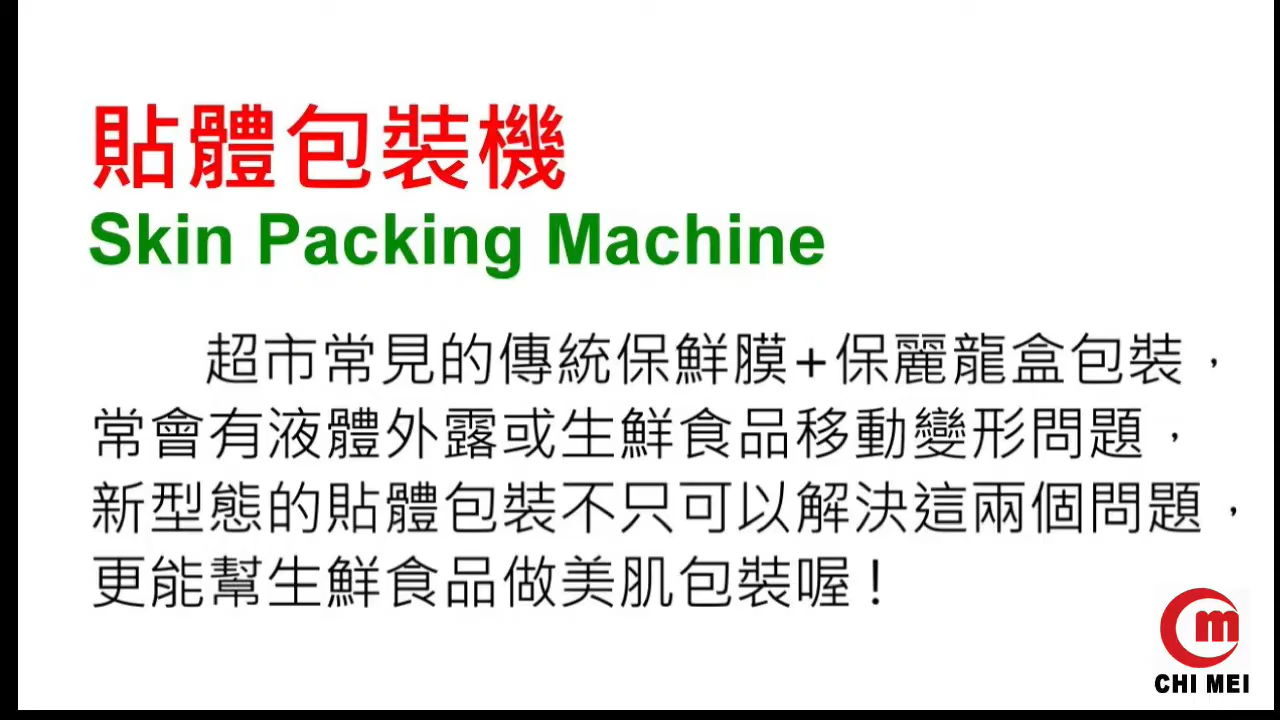 貼體包裝機
Skin Packing Machine
超市常見的傳統保鮮膜+保麗龍盒包裝，
常會有液體外露或生鮮食品移動變形問題，
新型態的貼體包裝不只可以解決這兩個問題，
更能幫生鮮食品做美肌包裝喔！
m
CHI MEI